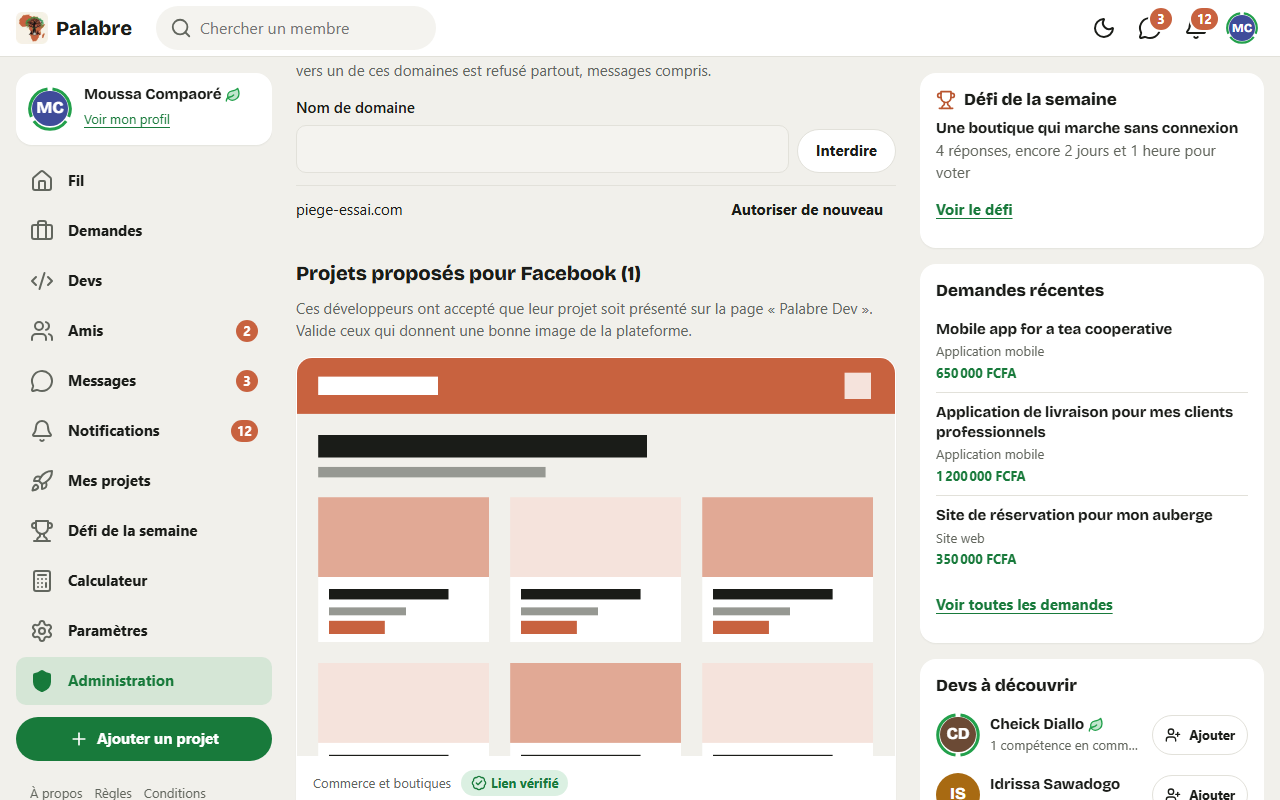 Palabre
Chercher un membre
3
12
MC
MC
Moussa Compaoré
Voir mon profil
Fil
Demandes
Devs
Amis
2
Messages
3
Notifications
12
Mes projets
Défi de la semaine
Calculateur
Paramètres
Administration
Ajouter un projet
À propos Règles Conditions
vers un de ces domaines est refusé partout, messages compris.
Nom de domaine
Interdire
piege-essai.com
Autoriser de nouveau
Projets proposés pour Facebook (1)
Ces développeurs ont accepté que leur projet soit présenté sur la page « Palabre Dev ».
Valide ceux qui donnent une bonne image de la plateforme.
Commerce et boutiques
Lien vérifié
Défi de la semaine
Une boutique qui marche sans connexion
4 réponses, encore 2 jours et 1 heure pour
voter
Voir le défi
Demandes récentes
Mobile app for a tea cooperative
Application mobile
650 000 FCFA
Application de livraison pour mes clients
professionnels
Application mobile
1 200 000 FCFA
Site de réservation pour mon auberge
Site web
350 000 FCFA
Voir toutes les demandes
Devs à découvrir
CD
Cheick Diallo
1 compétence en comm...
Ajouter
IS
Idrissa Sawadogo
Ajouter